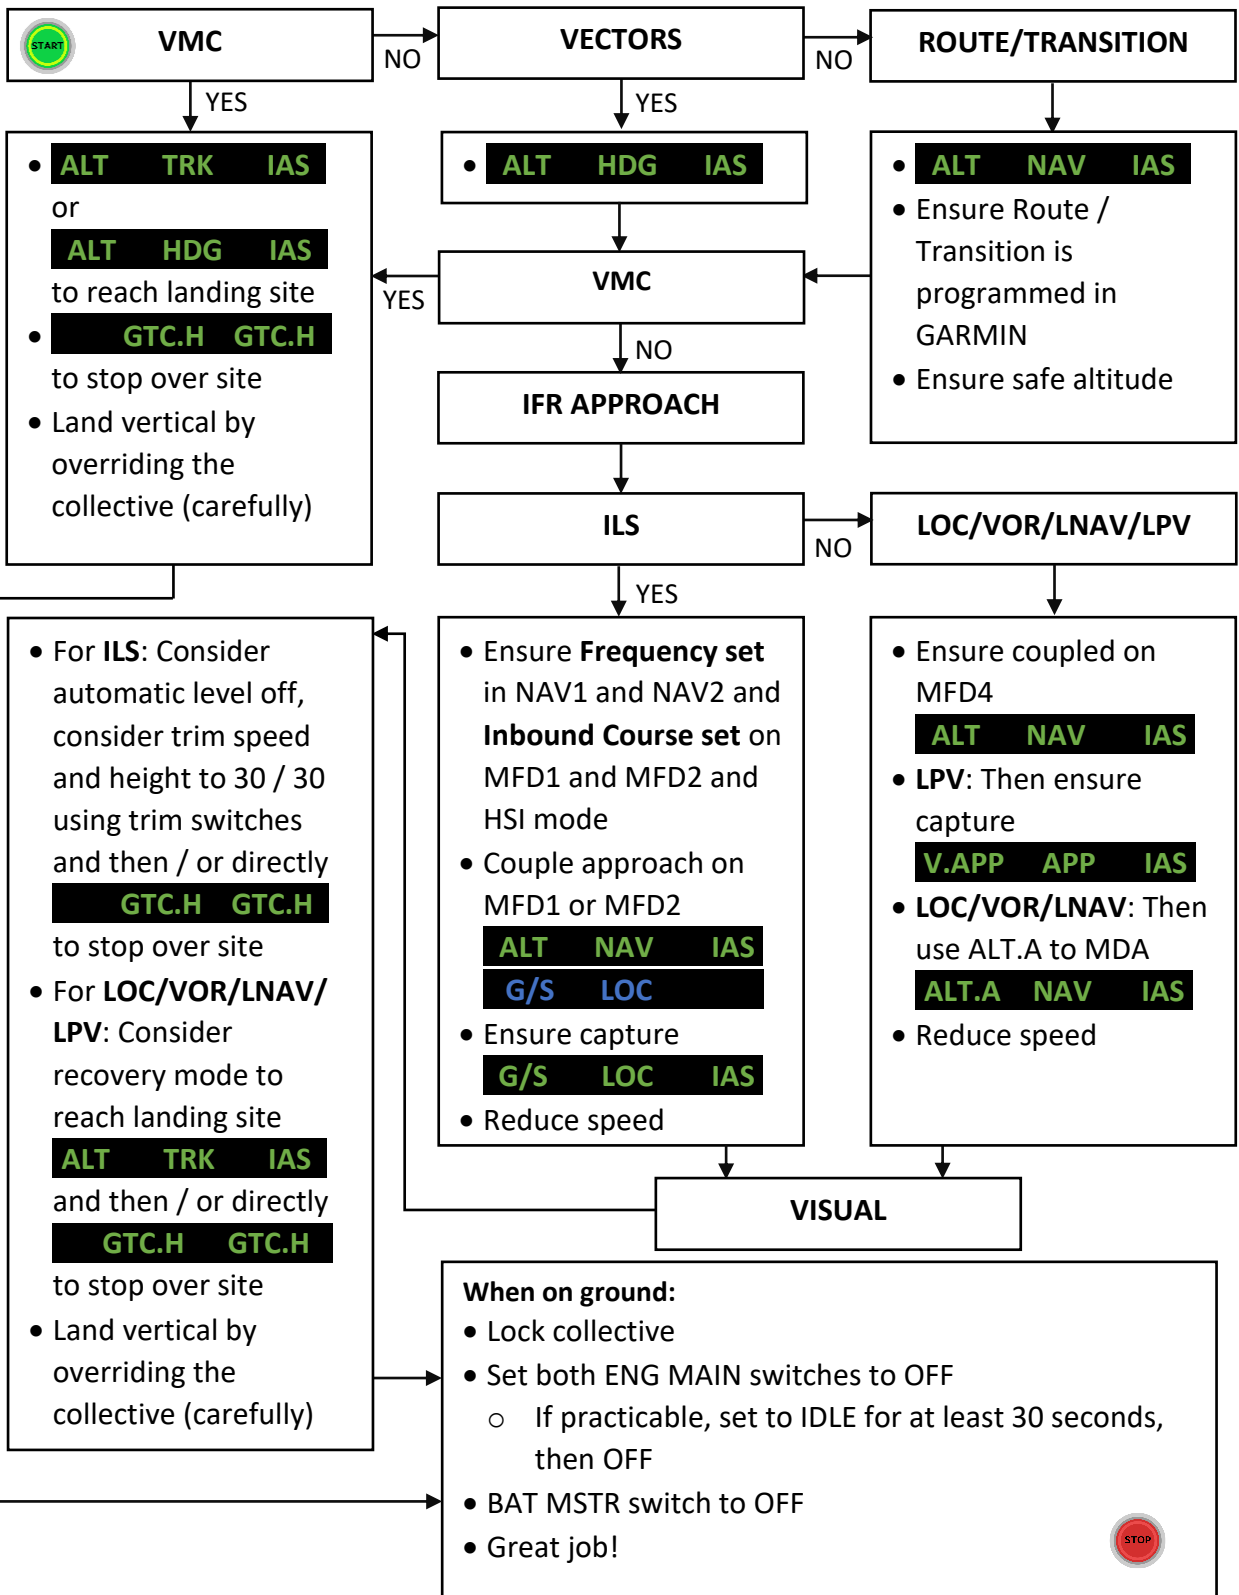 START
VMC
NO
VECTORS
NO
ROUTE/TRANSITION
YES
YES
• ALT TRK IAS
or
ALT HDG IAS
to reach landing site
• GTC.H GTC.H
to stop over site
• Land vertical by
overriding the
collective (carefully)
• ALT HDG IAS
VMC
YES
NO
• ALT NAV IAS
• Ensure Route /
Transition is
programmed in
GARMIN
• Ensure safe altitude
IFR APPROACH
ILS
NO
LOC/VOR/LNAV/LPV
YES
• For ILS: Consider
automatic level off,
consider trim speed
and height to 30 / 30
using trim switches
and then / or directly
GTC.H GTC.H
to stop over site
• For LOC/VOR/LNAV/
LPV: Consider
recovery mode to
reach landing site
ALT TRK IAS
and then / or directly
GTC.H GTC.H
to stop over site
• Land vertical by
overriding the
collective (carefully)
• Ensure Frequency set
in NAV1 and NAV2 and
Inbound Course set on
MFD1 and MFD2 and
HSI mode
• Couple approach on
MFD1 or MFD2
ALT NAV IAS
G/S LOC
• Ensure capture
G/S LOC IAS
• Reduce speed
• Ensure coupled on
MFD4
ALT NAV IAS
• LPV: Then ensure
capture
V.APP APP IAS
• LOC/VOR/LNAV: Then
use ALT.A to MDA
ALT.A NAV IAS
• Reduce speed
VISUAL
When on ground:
• Lock collective
• Set both ENG MAIN switches to OFF
o If practicable, set to IDLE for at least 30 seconds,
then OFF
• BAT MSTR switch to OFF
• Great job!
STOP